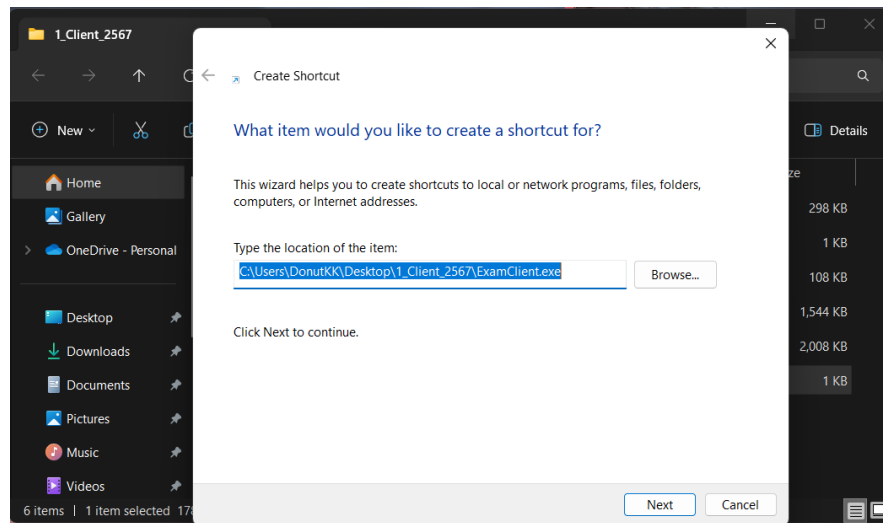 1_Client_2567
Create Shortcut
New
Details
What item would you like to create a shortcut for?
This wizard helps you to create shortcuts to local or network programs, files, folders,
computers, or Internet addresses.
Type the location of the item:
C:\Users\DonutKK\Desktop\1_Client_2567\ExamClient.exe
Browse...
Click Next to continue.
Next
Cancel
Home
Gallery
OneDrive - Personal
Desktop
Downloads
Documents
Pictures
Music
Videos
298 KB
1 KB
108 KB
1,544 KB
2,008 KB
1 KB
6 items
1 item selected